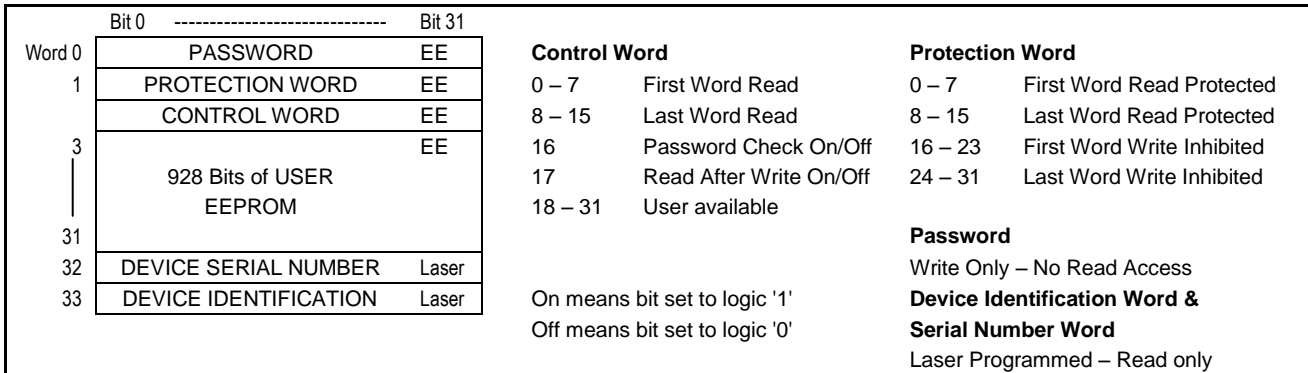 Bit 0 ------------------------------ Bit 31
Word 0 PASSWORD EE
1 PROTECTION WORD EE
CONTROL WORD EE
3 EE
928 Bits of USER
EEPROM
31
32 DEVICE SERIAL NUMBER Laser
33 DEVICE IDENTIFICATION Laser
Control Word
0 – 7 First Word Read
8 – 15 Last Word Read
16 Password Check On/Off
17 Read After Write On/Off
18 – 31 User available
On means bit set to logic '1'
Off means bit set to logic '0'
Protection Word
0 – 7 First Word Read Protected
8 – 15 Last Word Read Protected
16 – 23 First Word Write Inhibited
24 – 31 Last Word Write Inhibited
Password
Write Only – No Read Access
Device Identification Word &
Serial Number Word
Laser Programmed – Read only